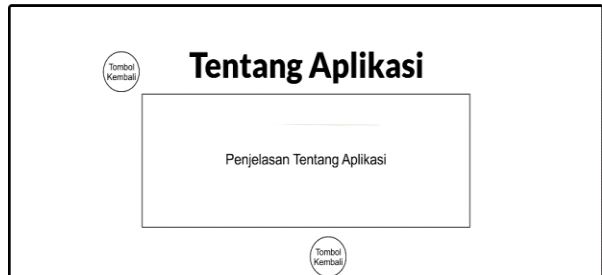 Tombol
Kembali
Tentang Aplikasi
Penjelasan Tentang Aplikasi
Tombol
Kembali